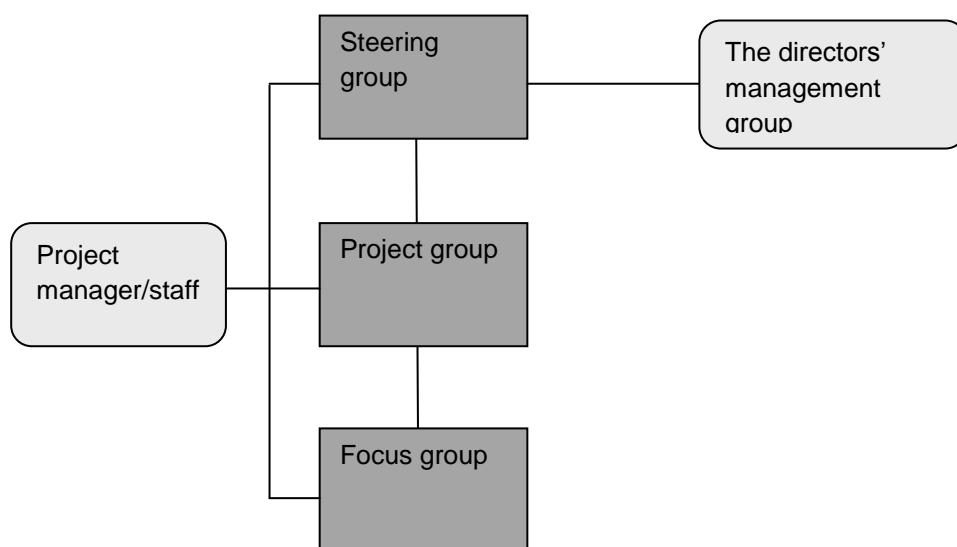 Steering
group
The directors’
management
group
Project
manager/staff
Project group
Focus group